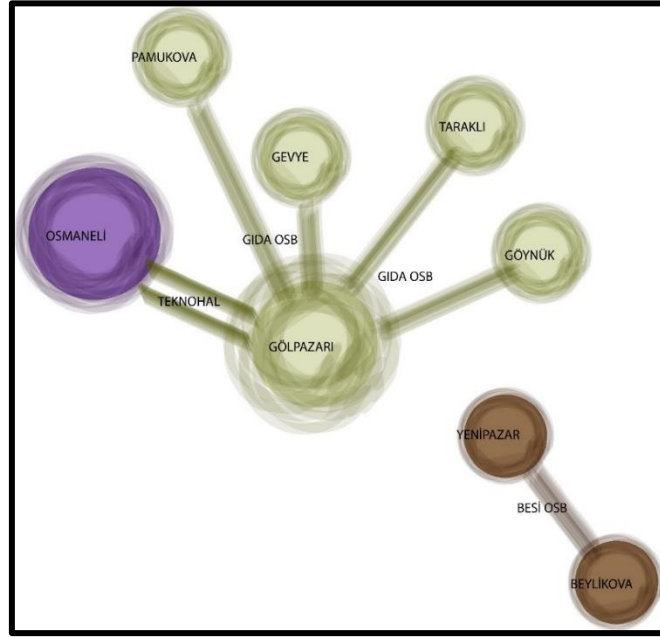 PAMUKOVA
TARAKLI
GEVYE
OSMANELİ
GIDA OSB
GÖYNÜK
GIDA OSB
TEKNOHAL
GÖLPAZARI
YENİPAZAR
BESİ OSB
BEYLİKOVA